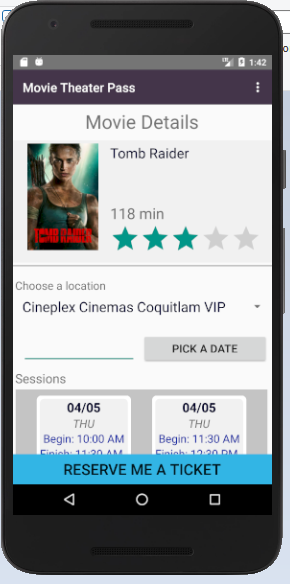 1:42
Movie Theater Pass
Movie Details
Tomb Raider
118 min
TOMB RAIDER
Choose a location
Cineplex Cinemas Coquitlam VIP
PICK A DATE
Sessions
04/05
THU
Begin: 10:00 AM
Finish: 11:30 AM
04/05
THU
Begin: 11:30 AM
Finish: 12:30 PM
RESERVE ME A TICKET